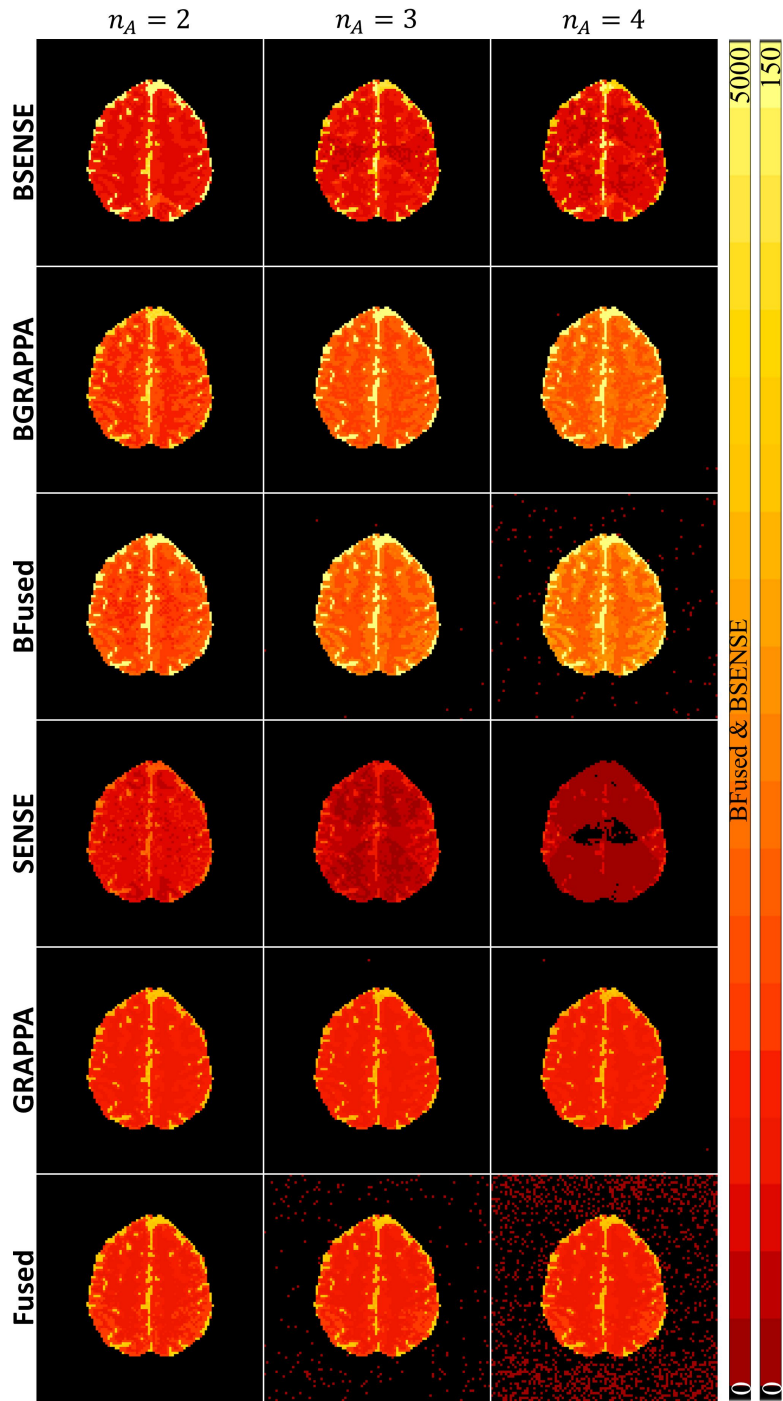 n_A = 2 n_A = 3 n_A = 4
BSENSE
BGRAPPA
BFused
SENSE
GRAPPA
Fused
5000
BFused & BSENSE
0
150
0